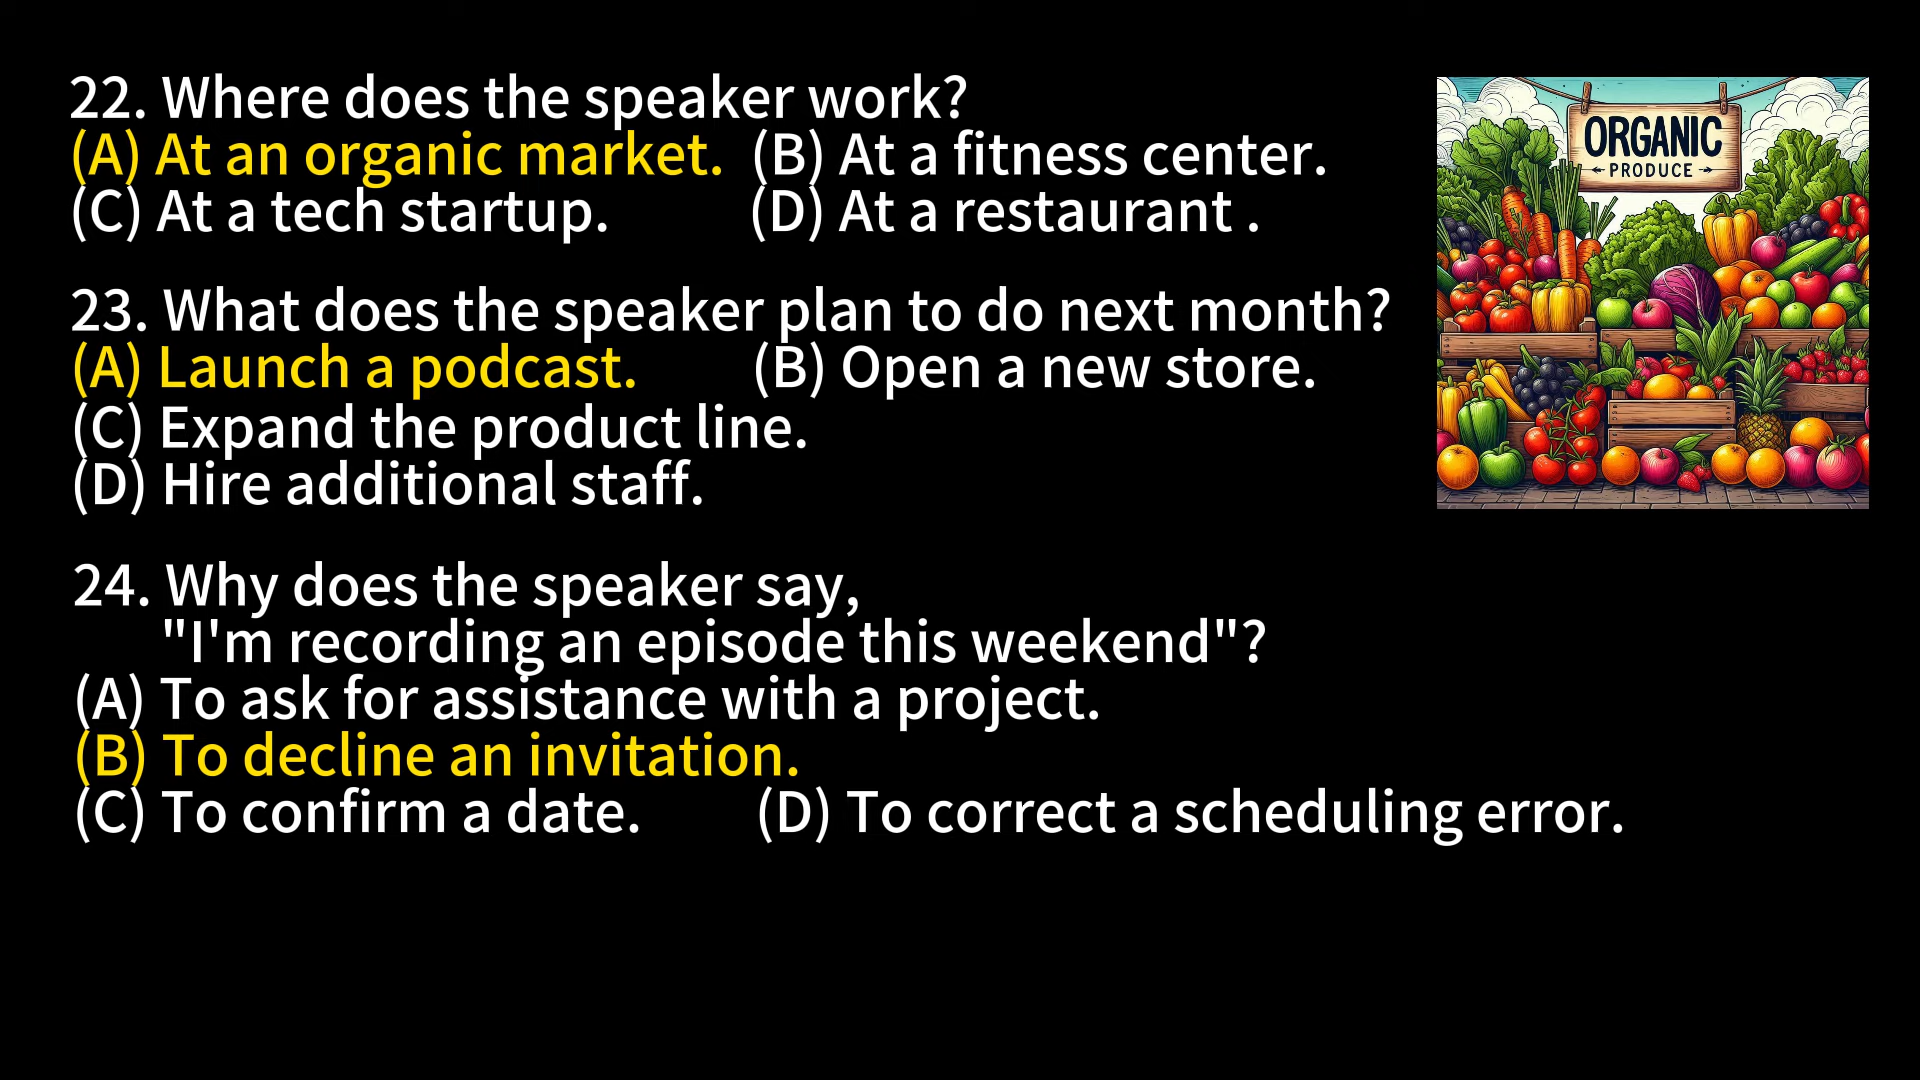 22. Where does the speaker work?
(A) At an organic market. (B) At a fitness center.
(C) At a tech startup. (D) At a restaurant .
23. What does the speaker plan to do next month?
(A) Launch a podcast. (B) Open a new store.
(C) Expand the product line.
(D) Hire additional staff.
24. Why does the speaker say,
"I'm recording an episode this weekend"?
(A) To ask for assistance with a project.
(B) To decline an invitation.
(C) To confirm a date. (D) To correct a scheduling error.
ORGANIC
PRODUCE